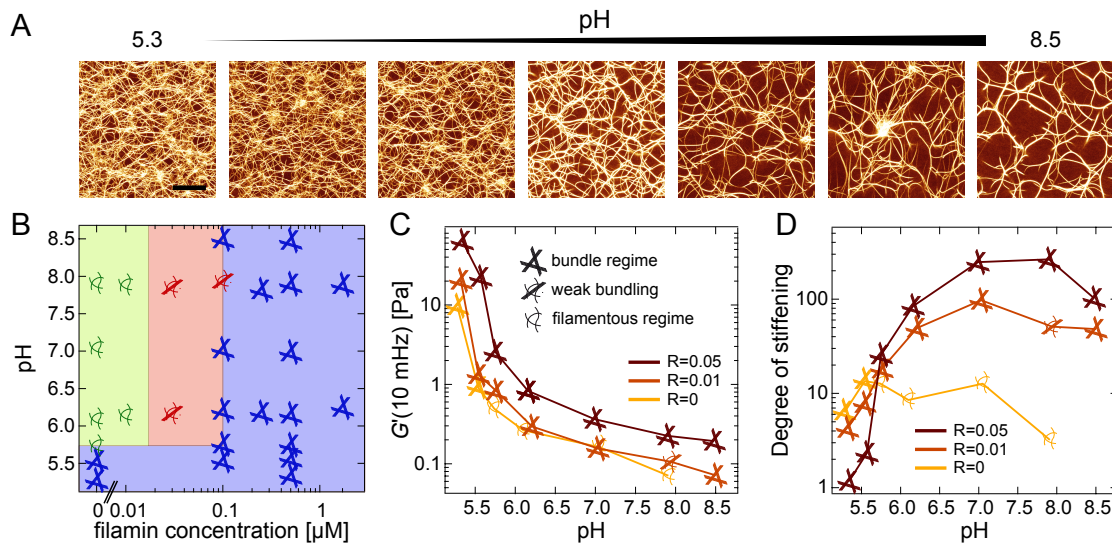 A
pH
5.3
8.5
B
8.5
8.0
7.5
7.0
6.5
6.0
5.5
pH
0
0.01
0.1
1
filamin concentration [µM]
C
10
1
0.1
G'(10 mHz) [Pa]
bundle regime
weak bundling
filamentous regime
R=0.05
R=0.01
R=0
5.5 6.0 6.5 7.0 7.5 8.0 8.5
pH
D
100
10
1
Degree of stiffening
R=0.05
R=0.01
R=0
5.5 6.0 6.5 7.0 7.5 8.0 8.5
pH